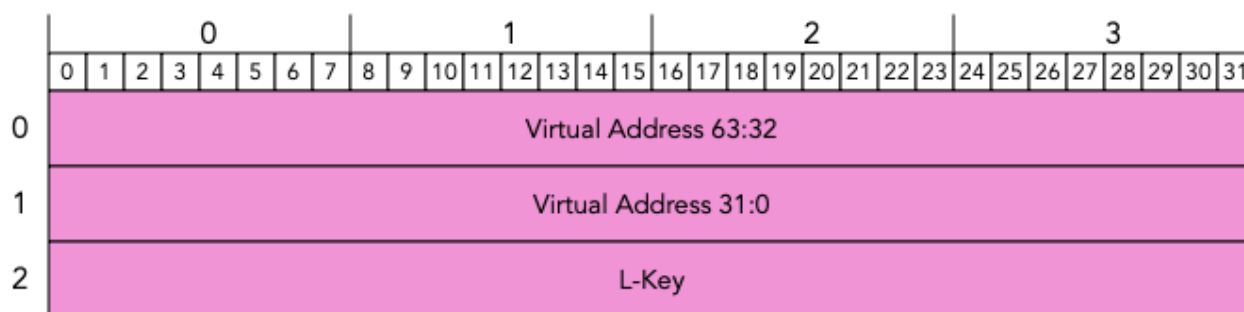 0 1 2 3
0 1 2 3 4 5 6 7 8 9 10 11 12 13 14 15 16 17 18 19 20 21 22 23 24 25 26 27 28 29 30 31
0 Virtual Address 63:32
1 Virtual Address 31:0
2 L-Key